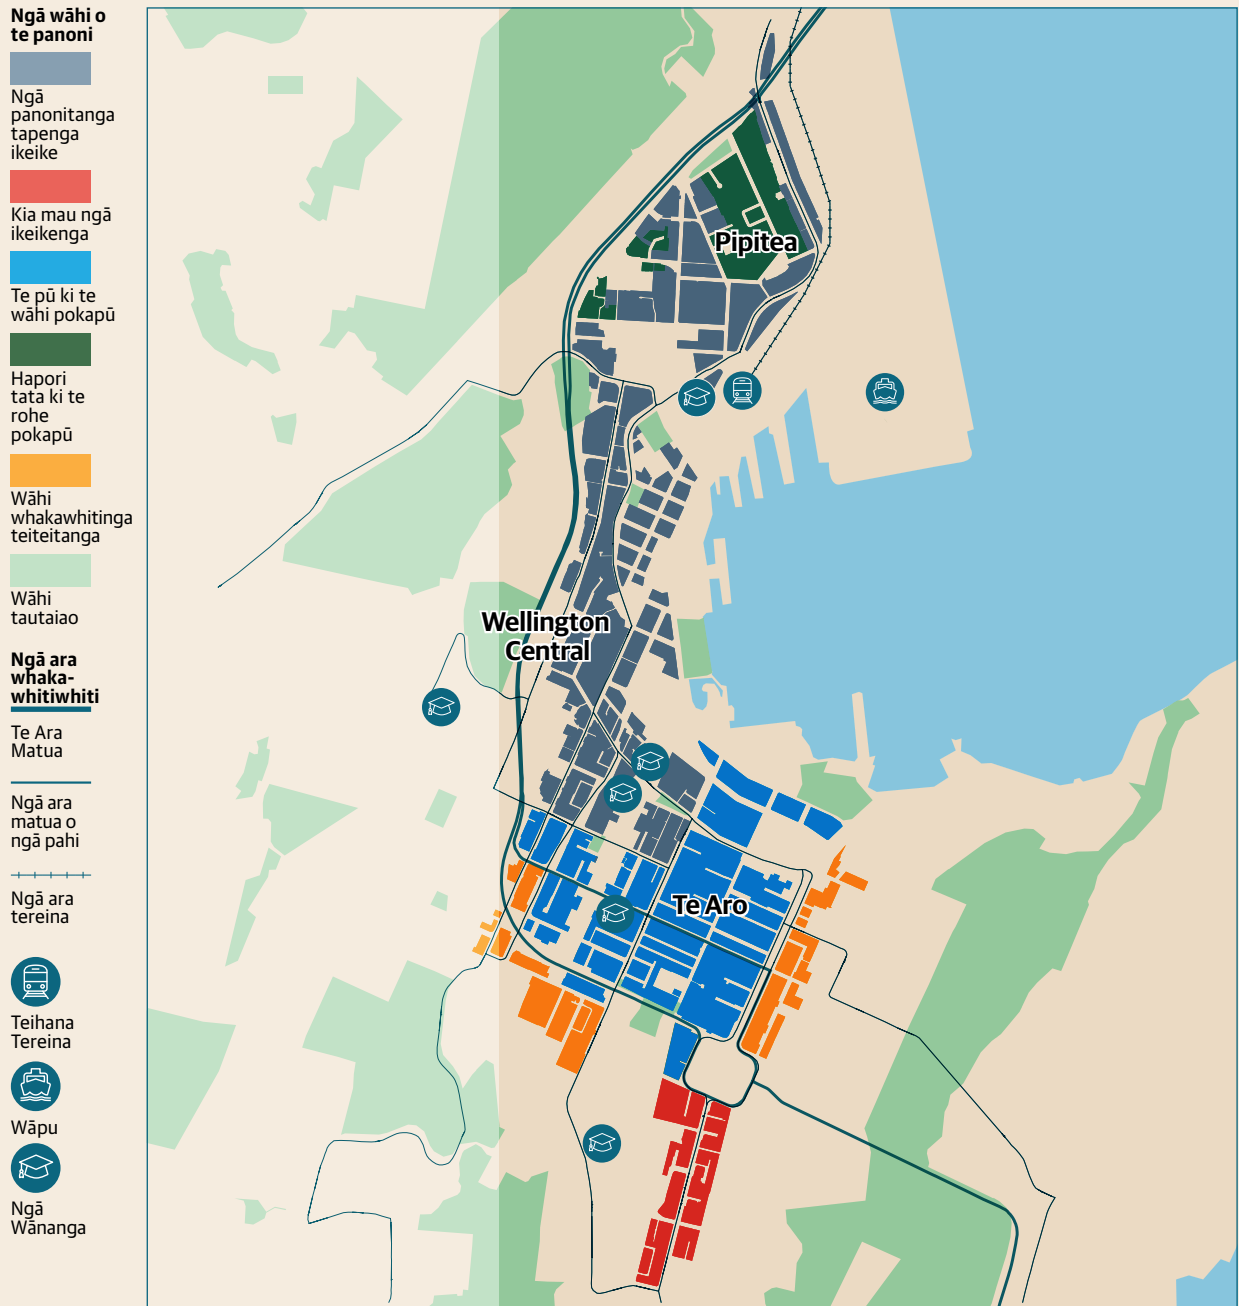 Ngā wāhi o
te panoni
Ngā
panonitanga
tapenga
ikeike
Kia mau ngā
ikeikenga
Te pū ki te
wāhi pokapū
Hapori
tata ki te
rohe
pokapū
Wāhi
whakawhitinga
teiteitanga
Wāhi
tautaiao
Ngā ara
whaka-
whitiwhiti
Te Ara
Matua
Ngā ara
matua o
ngā pahi
Ngā ara
tereina
Teihana
Tereina
Wāpu
Ngā
Wānanga
Pipitea
Wellington
Central
Te Aro